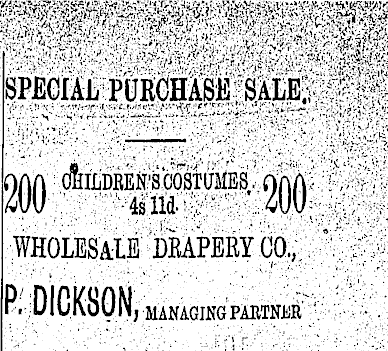 SPECIAL PURCHASE SALE.
200 CHILDREN'S COSTUMES, 200
4s 11d.
WHOLESALE DRAPERY CO.,
P. DICKSON, MANAGING PARTNER